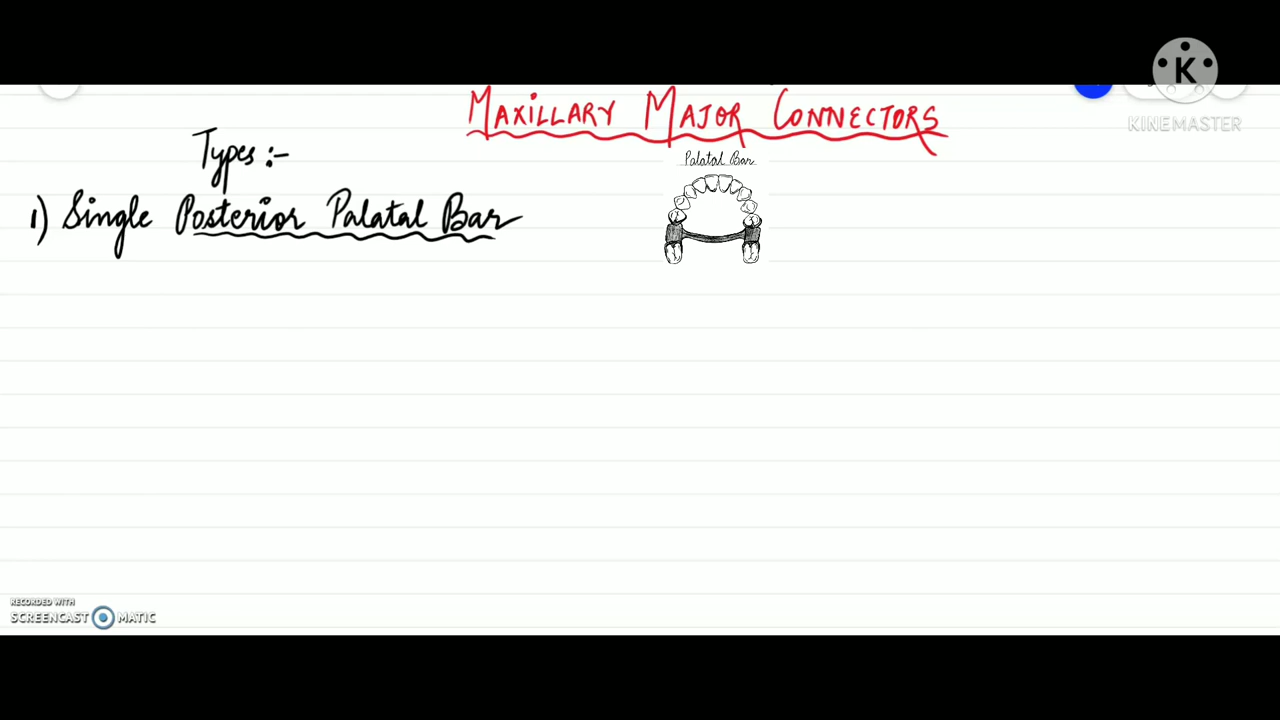 K
KINEMASTER
MAXILLARY MAJOR CONNECTORS
Types :-
Palatal Bar
1) Single Posterior Palatal Bar
RECORDED WITH
SCREENCAST MATIC